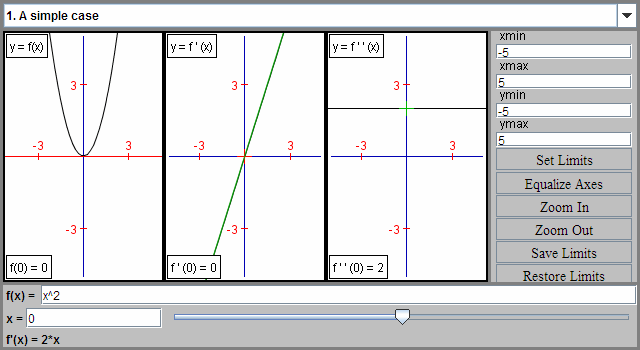 1. A simple case
y = f(x)
3
-3
3
-3
f(0) = 0
y = f ' (x)
3
-3
3
-3
f ' (0) = 0
y = f ' ' (x)
3
-3
3
-3
f ' ' (0) = 2
xmin
-5
xmax
5
ymin
-5
ymax
5
Set Limits
Equalize Axes
Zoom In
Zoom Out
Save Limits
Restore Limits
f(x) = x^2
x = 0
f'(x) = 2*x